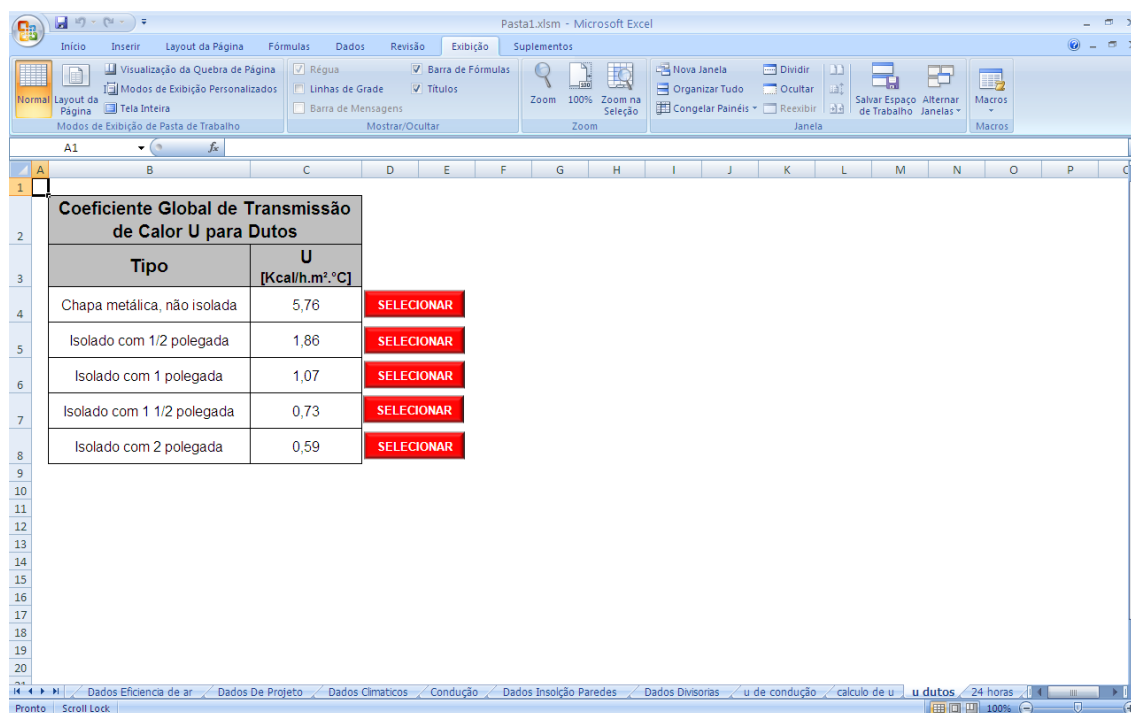 Pasta1.xlsm - Microsoft Excel
Início Inserir Layout da Página Fórmulas Dados Revisão Exibição Suplementos
Normal
Layout da Página
Visualização da Quebra de Página
Modos de Exibição Personalizados
Tela Inteira
Modos de Exibição de Pasta de Trabalho
Régua
Linhas de Grade
Barra de Mensagens
Barra de Fórmulas
Títulos
Mostrar/Ocultar
Zoom
100%
Zoom na Seleção
Zoom
Nova Janela
Organizar Tudo
Congelar Painéis
Dividir
Ocultar
Reexibir
Janela
Salvar Espaço de Trabalho
Alternar Janelas
Macros
Macros
A1 fx
A B C D E F G H I J K L M N O P
1
2 Coeficiente Global de Transmissão
de Calor U para Dutos
3 Tipo U
[Kcal/h.m².°C]
4 Chapa metálica, não isolada 5,76 SELECIONAR
5 Isolado com 1/2 polegada 1,86 SELECIONAR
6 Isolado com 1 polegada 1,07 SELECIONAR
7 Isolado com 1 1/2 polegada 0,73 SELECIONAR
8 Isolado com 2 polegada 0,59 SELECIONAR
9
10
11
12
13
14
15
16
17
18
19
20
Dados Eficiencia de ar Dados De Projeto Dados Climaticos Condução Dados Insolção Paredes Dados Divisorias u de condução calculo de u u dutos 24 horas
Pronto Scroll Lock 100%